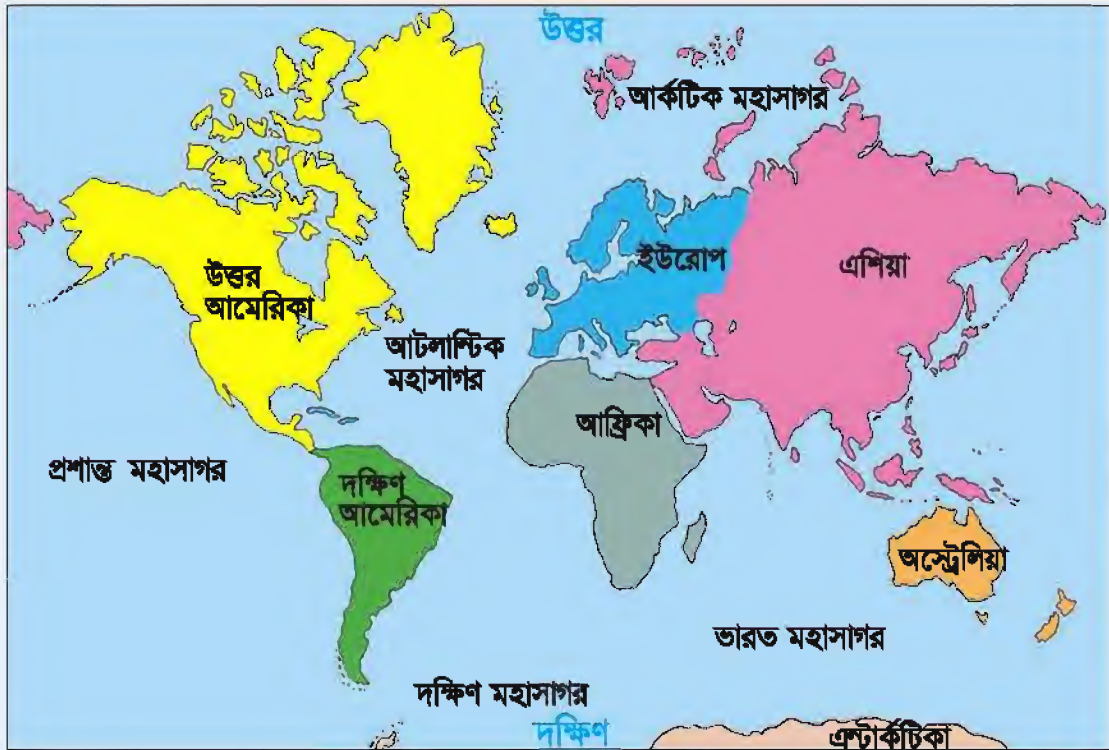 উত্তর
আর্কটিক মহাসাগর
উত্তর
আমেরিকা
ইউরোপ
এশিয়া
আটলান্টিক
মহাসাগর
আফ্রিকা
প্রশান্ত মহাসাগর
দক্ষিণ
আমেরিকা
অস্ট্রেলিয়া
ভারত মহাসাগর
দক্ষিণ মহাসাগর
দক্ষিণ
এন্টার্কটিকা